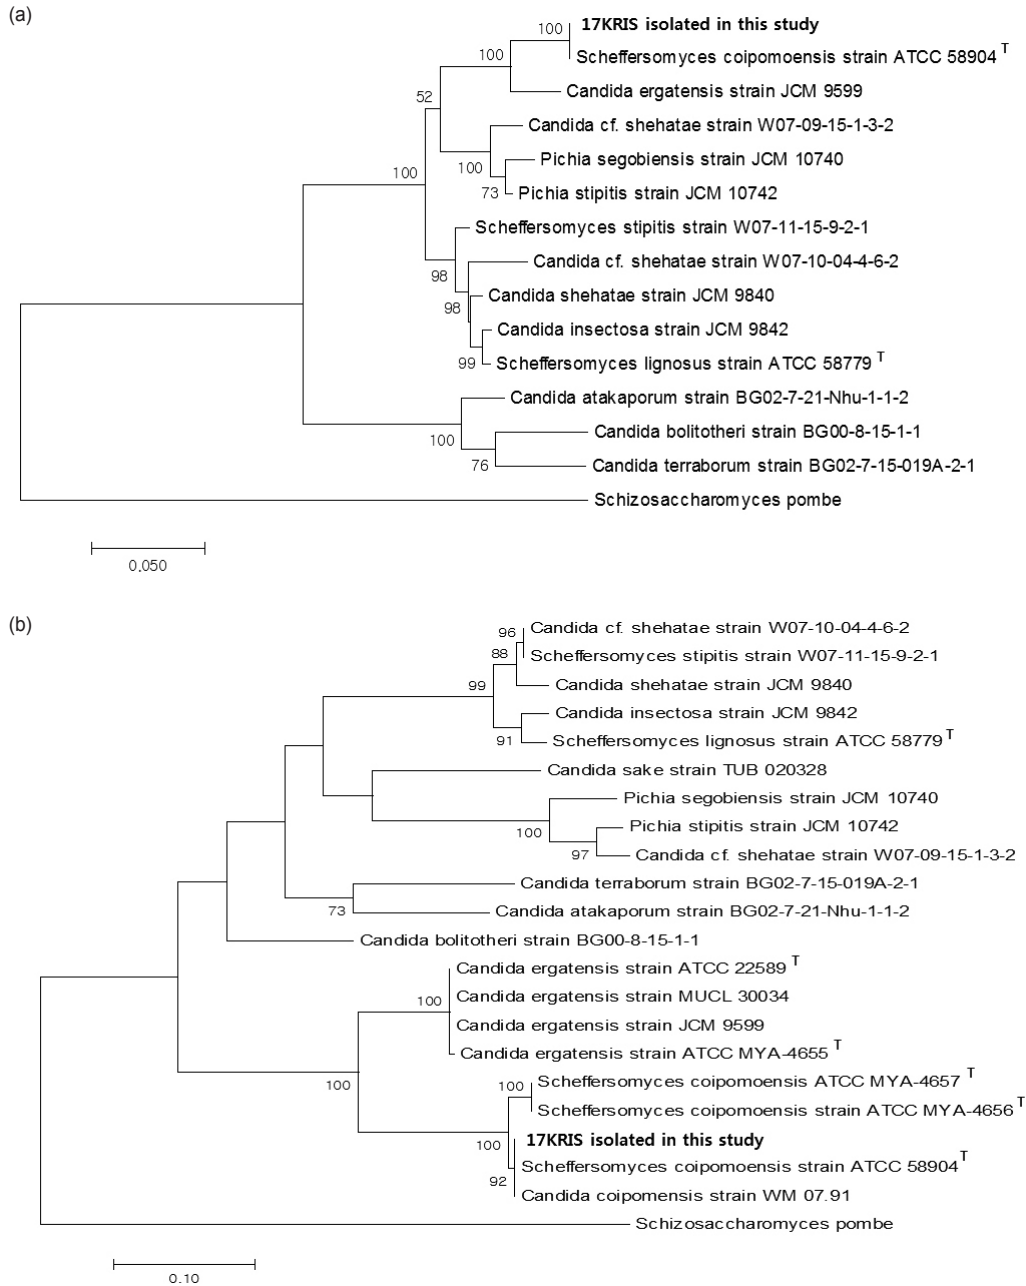 (a)
100 17KRIS isolated in this study
Scheffersomyces coipomoensis strain ATCC 58904 T
100
Candida ergatensis strain JCM 9599
52
Candida cf. shehatae strain W07-09-15-1-3-2
Pichia segobiensis strain JCM 10740
100
100
73 Pichia stipitis strain JCM 10742
Scheffersomyces stipitis strain W07-11-15-9-2-1
Candida cf. shehatae strain W07-10-04-4-6-2
98
Candida shehatae strain JCM 9840
98
Candida insectosa strain JCM 9842
99 Scheffersomyces lignosus strain ATCC 58779 T
Candida atakaporum strain BG02-7-21-Nhu-1-1-2
100 Candida bolitotheri strain BG00-8-15-1-1
76 Candida terraborum strain BG02-7-15-019A-2-1
Schizosaccharomyces pombe
0.050
(b)
96 Candida cf. shehatae strain W07-10-04-4-6-2
88 Scheffersomyces stipitis strain W07-11-15-9-2-1
99 Candida shehatae strain JCM 9840
Candida insectosa strain JCM 9842
91 Scheffersomyces lignosus strain ATCC 58779 T
Candida sake strain TUB 020328
Pichia segobiensis strain JCM 10740
100 Pichia stipitis strain JCM 10742
97 Candida cf. shehatae strain W07-09-15-1-3-2
Candida terraborum strain BG02-7-15-019A-2-1
73 Candida atakaporum strain BG02-7-21-Nhu-1-1-2
Candida bolitotheri strain BG00-8-15-1-1
Candida ergatensis strain ATCC 22589 T
100 Candida ergatensis strain MUCL 30034
Candida ergatensis strain JCM 9599
Candida ergatensis strain ATCC MYA-4655 T
100 100 Scheffersomyces coipomoensis ATCC MYA-4657 T
Scheffersomyces coipomoensis strain ATCC MYA-4656 T
100 17KRIS isolated in this study
Scheffersomyces coipomoensis strain ATCC 58904 T
92 Candida coipomensis strain WM 07.91
Schizosaccharomyces pombe
0.10